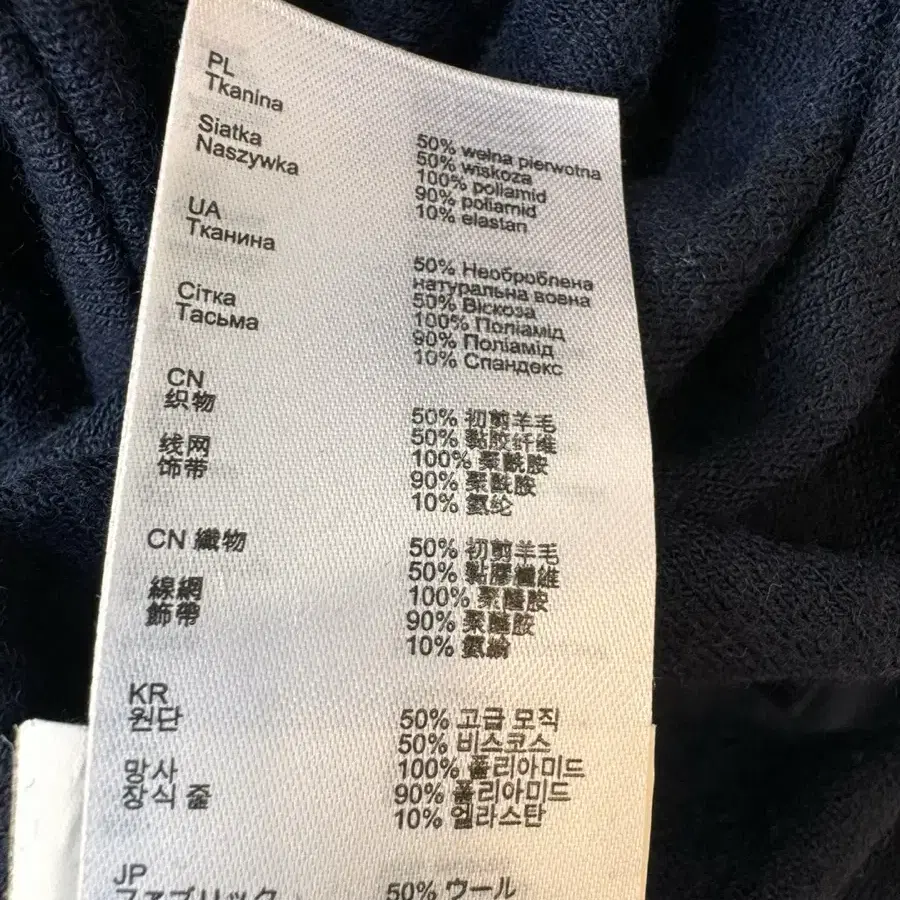 PL
Tkanina
50% wełna pierwotna
50% wiskoza
Siatka
100% poliamid
Naszywka
90% poliamid
10% elastan
UA
Тканина
50% Необроблена
натуральна вовна
50% Віскоза
Сітка
100% Поліамід
Тасьма
90% Поліамід
10% Спандекс
CN
织物
50% 初剪羊毛
50% 黏胶纤维
线网
100% 聚酰胺
饰带
90% 聚酰胺
10% 氨纶
CN 織物
50% 初剪羊毛
50% 黏膠纖維
線網
100% 聚醯胺
飾帶
90% 聚醯胺
10% 氨綸
KR
원단
50% 고급 모직
50% 비스코스
망사
100% 폴리아미드
장식 줄
90% 폴리아미드
10% 엘라스탄
JP
ファブリック
50% ウール